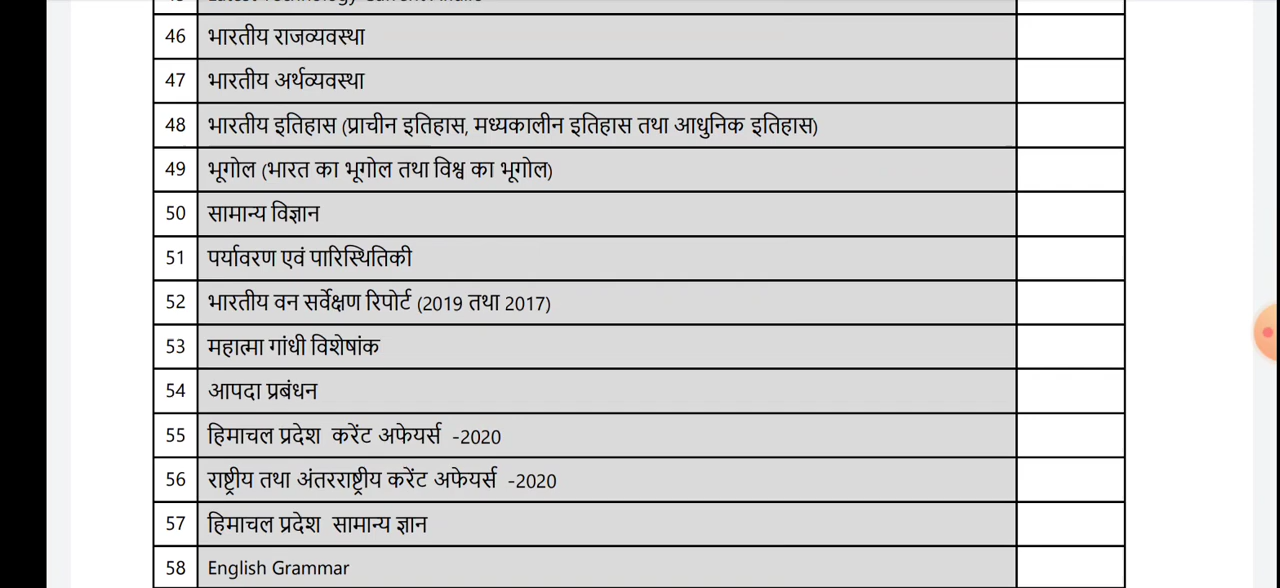 46 भारतीय राजव्यवस्था
47 भारतीय अर्थव्यवस्था
48 भारतीय इतिहास (प्राचीन इतिहास, मध्यकालीन इतिहास तथा आधुनिक इतिहास)
49 भूगोल (भारत का भूगोल तथा विश्व का भूगोल)
50 सामान्य विज्ञान
51 पर्यावरण एवं पारिस्थितिकी
52 भारतीय वन सर्वेक्षण रिपोर्ट (2019 तथा 2017)
53 महात्मा गांधी विशेषांक
54 आपदा प्रबंधन
55 हिमाचल प्रदेश करेंट अफेयर्स -2020
56 राष्ट्रीय तथा अंतरराष्ट्रीय करेंट अफेयर्स -2020
57 हिमाचल प्रदेश सामान्य ज्ञान
58 English Grammar